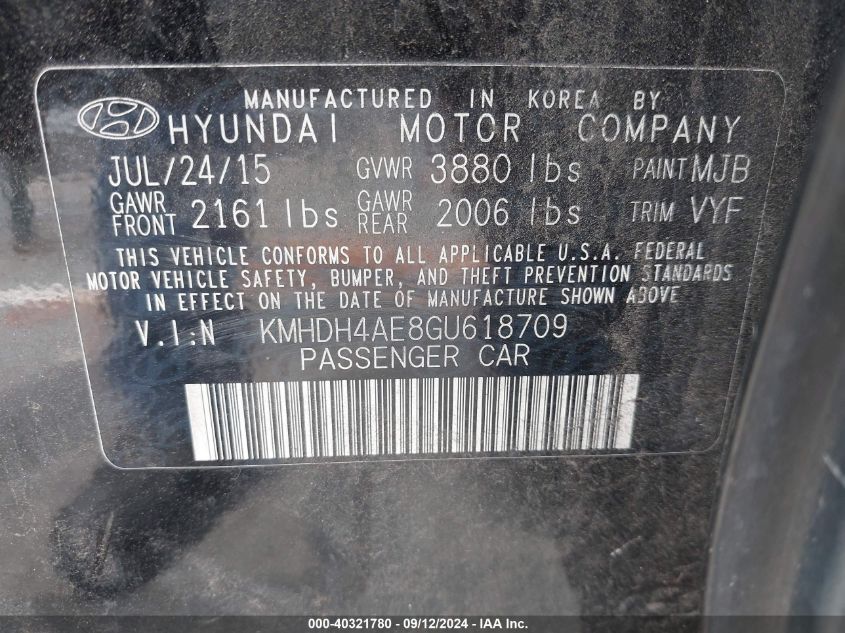 MANUFACTURED IN KOREA BY
HYUNDAI MOTOR COMPANY
JUL/24/15 GVWR 3880 lbs PAINT MJB
GAWR FRONT 2161 lbs GAWR REAR 2006 lbs TRIM VYF
THIS VEHICLE CONFORMS TO ALL APPLICABLE U.S.A. FEDERAL
MOTOR VEHICLE SAFETY, BUMPER, AND THEFT PREVENTION STANDARDS
IN EFFECT ON THE DATE OF MANUFACTURE SHOWN ABOVE.
V.I:N KMHDH4AE8GU618709
PASSENGER CAR
000-40321780 - 09/12/2024 - IAA Inc.